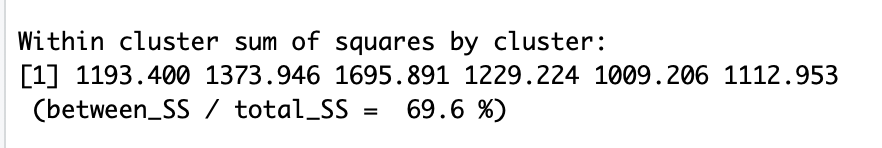 Within cluster sum of squares by cluster:
[1] 1193.400 1373.946 1695.891 1229.224 1009.206 1112.953
 (between_SS / total_SS =  69.6 %)